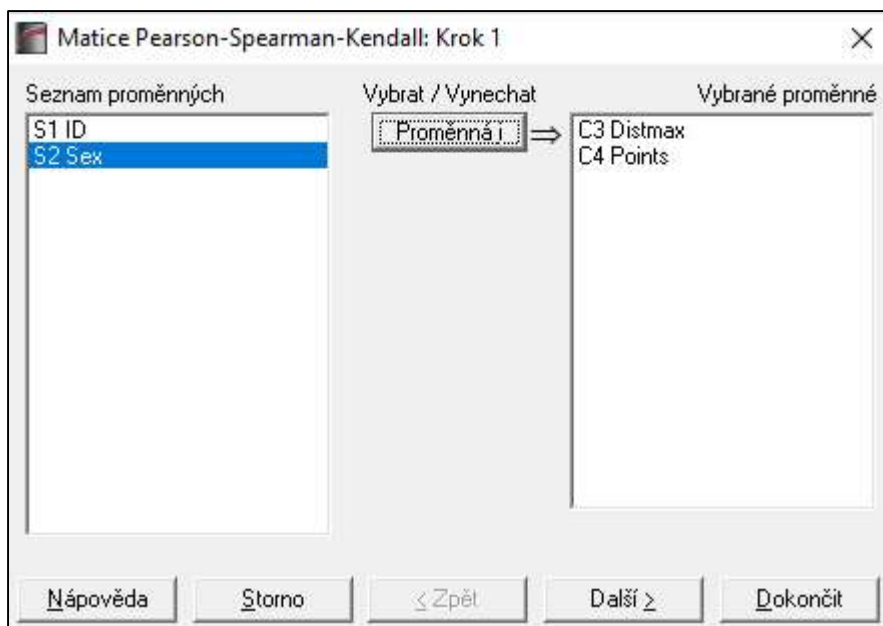 Matice Pearson-Spearman-Kendall: Krok 1
Seznam proměnných
Vybrat / Vynechat
Vybrané proměnné
S1 ID
S2 Sex
Proměnná i
⇒
C3 Distmax
C4 Points
Nápověda
Storno
< Zpět
Další >
Dokončit